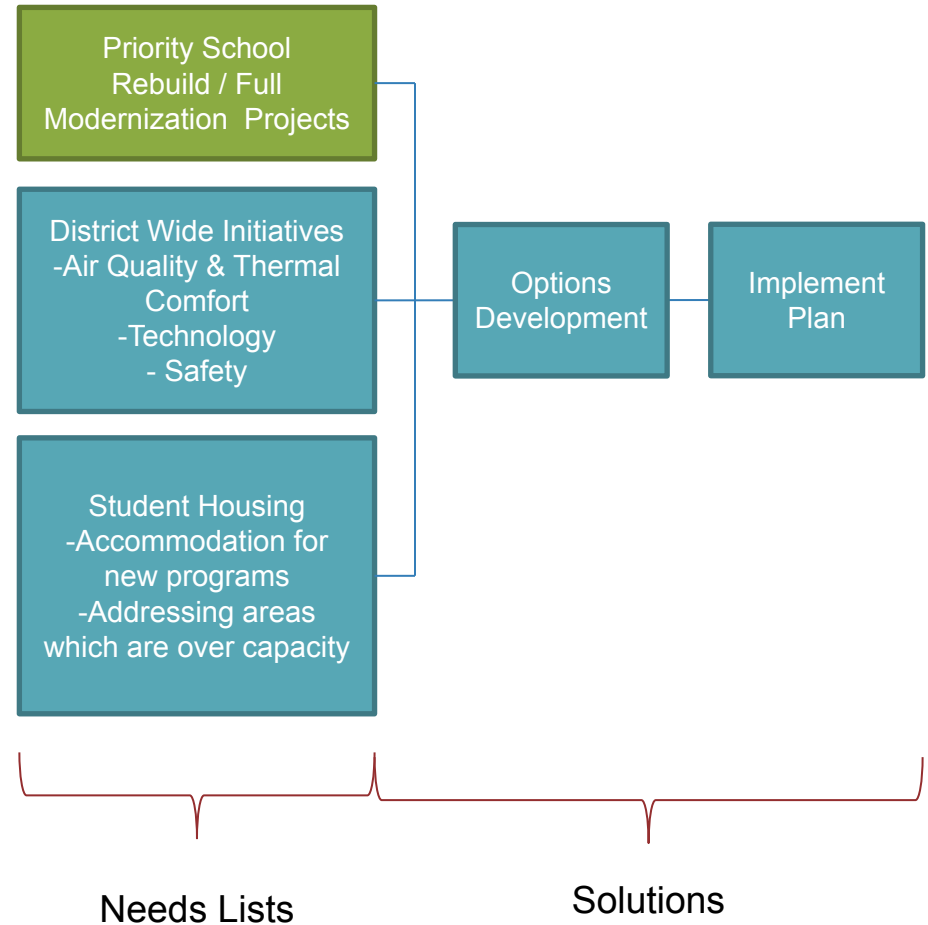 Priority School
Rebuild / Full
Modernization Projects
District Wide Initiatives
-Air Quality & Thermal
Comfort
-Technology
- Safety
Student Housing
-Accommodation for
new programs
-Addressing areas
which are over capacity
Options
Development
Implement
Plan
Needs Lists
Solutions